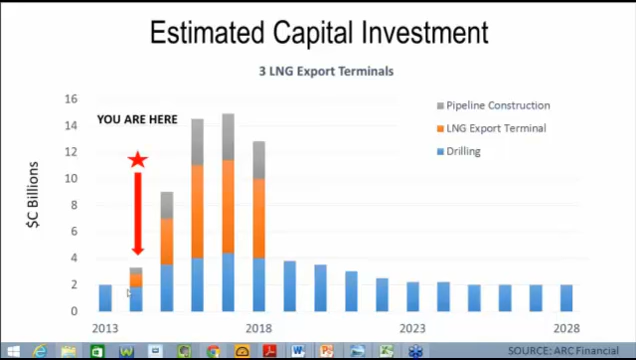 Estimated Capital Investment
3 LNG Export Terminals
16
14
12
10
8
6
4
2
0
$C Billions
YOU ARE HERE
Pipeline Construction
LNG Export Terminal
Drilling
2013
2018
2023
2028
SOURCE: ARC Financial